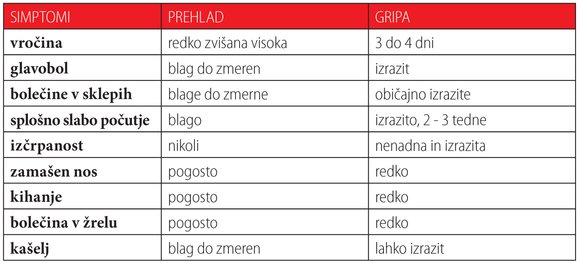 SIMPTOMI PREHLAD GRIPA
vročina redko zvišana visoka 3 do 4 dni
glavobol blag do zmeren izrazit
bolečine v sklepih blage do zmerne običajno izrazite
splošno slabo počutje blago izrazito, 2 - 3 tedne
izčrpanost nikoli nenadna in izrazita
zamašen nos pogosto redko
kihanje pogosto redko
bolečina v žrelu pogosto redko
kašelj blag do zmeren lahko izrazit